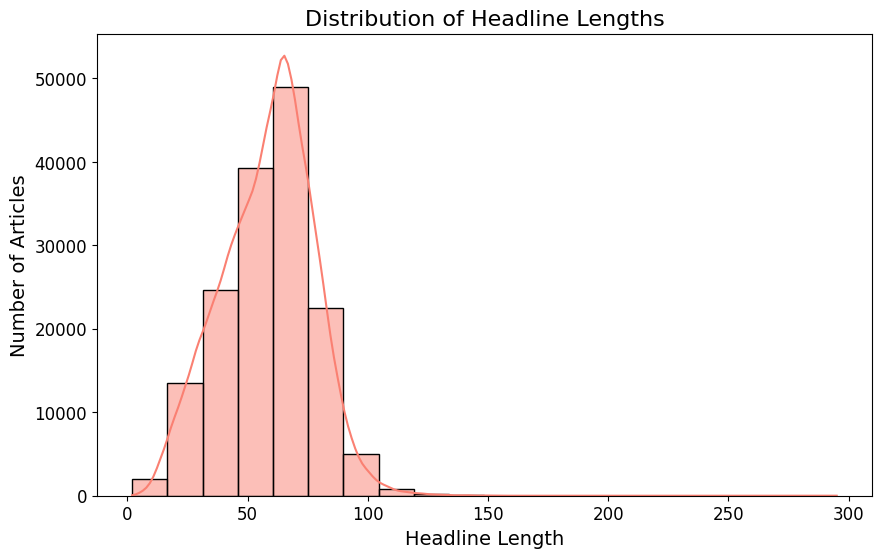 Distribution of Headline Lengths
Number of Articles
50000
40000
30000
20000
10000
0
0 50 100 150 200 250 300
Headline Length